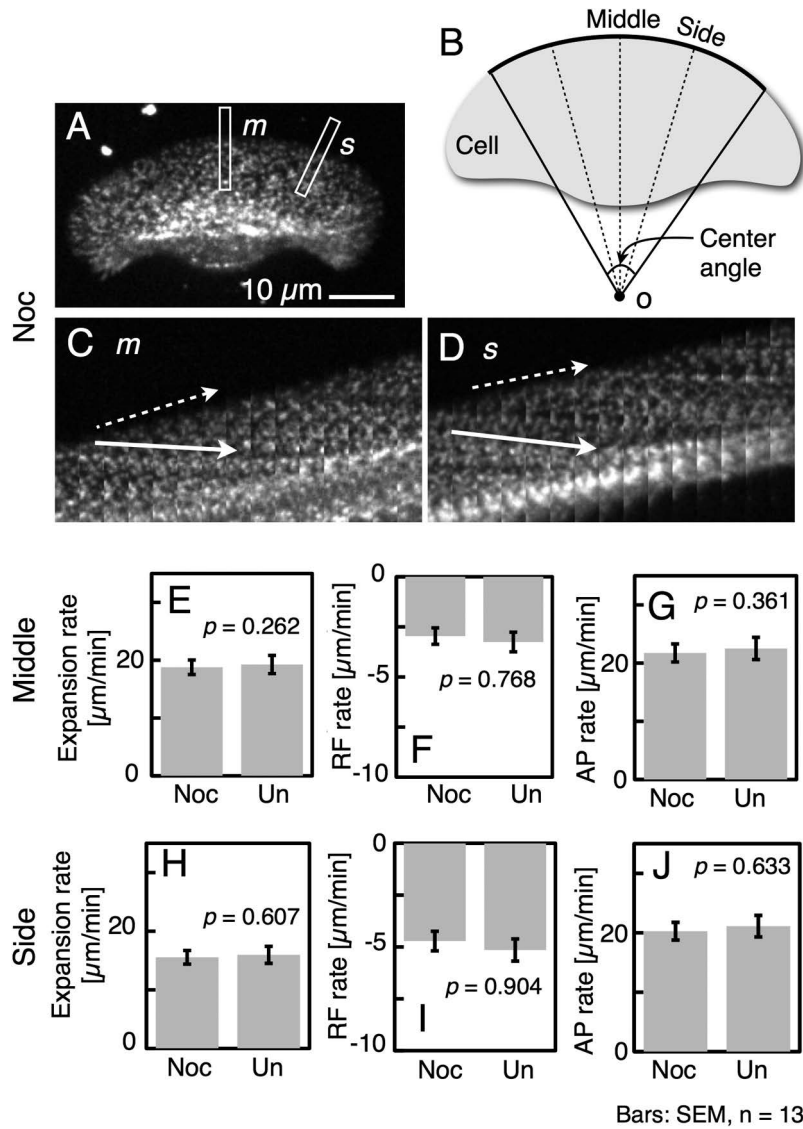 B
Middle
Side
A
m
s
Cell
10 µm
Center
angle
O
Noc
C m
D s
Middle
E
Expansion rate
[µm/min]
20
0
p = 0.262
Noc Un
F
RF rate [µm/min]
0
-5
-10
p = 0.768
Noc Un
G
AP rate [µm/min]
20
0
p = 0.361
Noc Un
Side
H
Expansion rate
[µm/min]
20
0
p = 0.607
Noc Un
I
RF rate [µm/min]
0
-5
-10
p = 0.904
Noc Un
J
AP rate [µm/min]
20
0
p = 0.633
Noc Un
Bars: SEM, n = 13